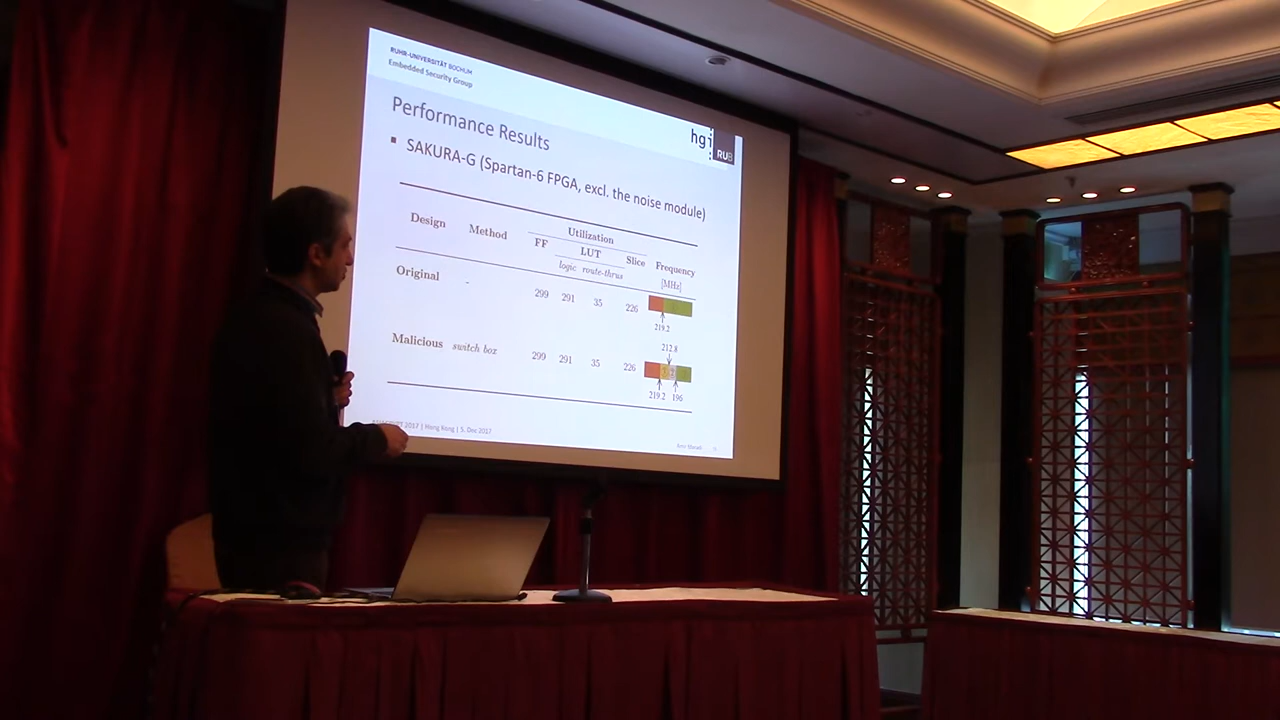 RUHR-UNIVERSITÄT BOCHUM
Embedded Security Group
hgi
RUB
Performance Results
▪ SAKURA-G (Spartan-6 FPGA, excl. the noise module)
Design Method Utilization Frequency
FF LUT Slice [MHz]
logic route-thrus
Original - 299 291 35 226
219.2
212.8
Malicious switch box 299 291 35 226
219.2 196
2017 | Hong Kong | 5. Dec 2017
Amir Moradi